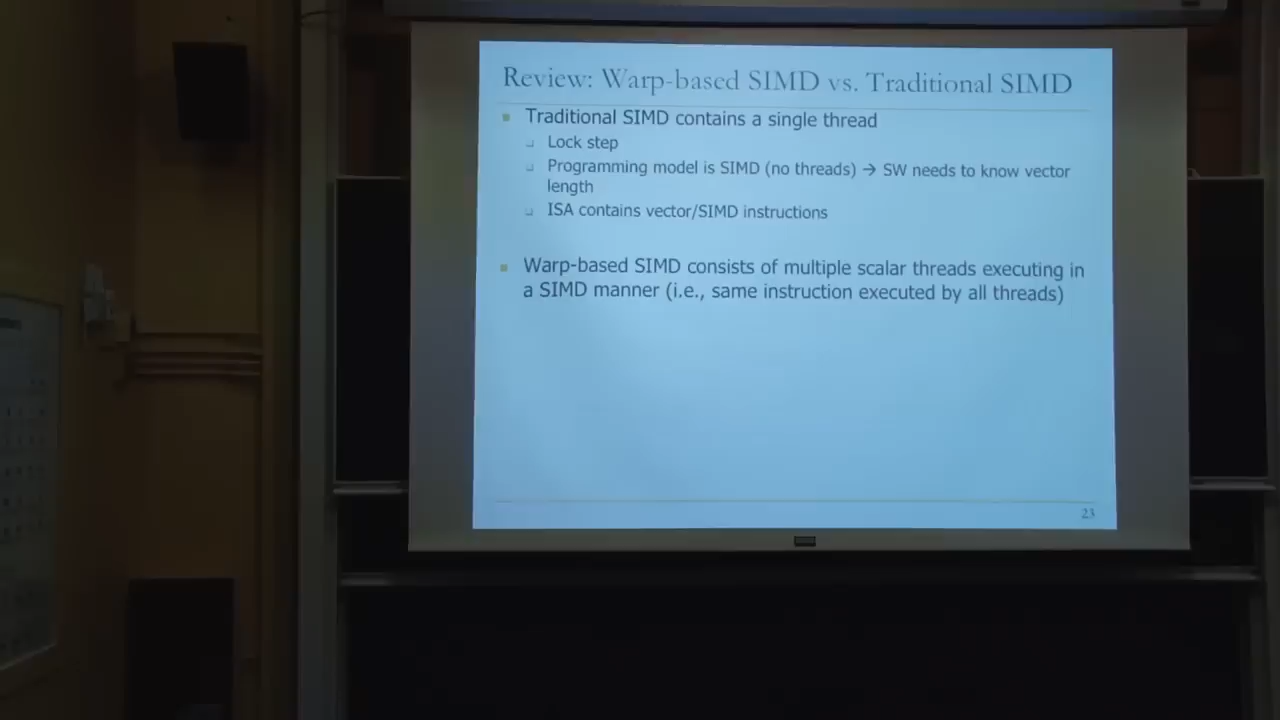 Review: Warp-based SIMD vs. Traditional SIMD
Traditional SIMD contains a single thread
Lock step
Programming model is SIMD (no threads) → SW needs to know vector
length
ISA contains vector/SIMD instructions
Warp-based SIMD consists of multiple scalar threads executing in
a SIMD manner (i.e., same instruction executed by all threads)
23